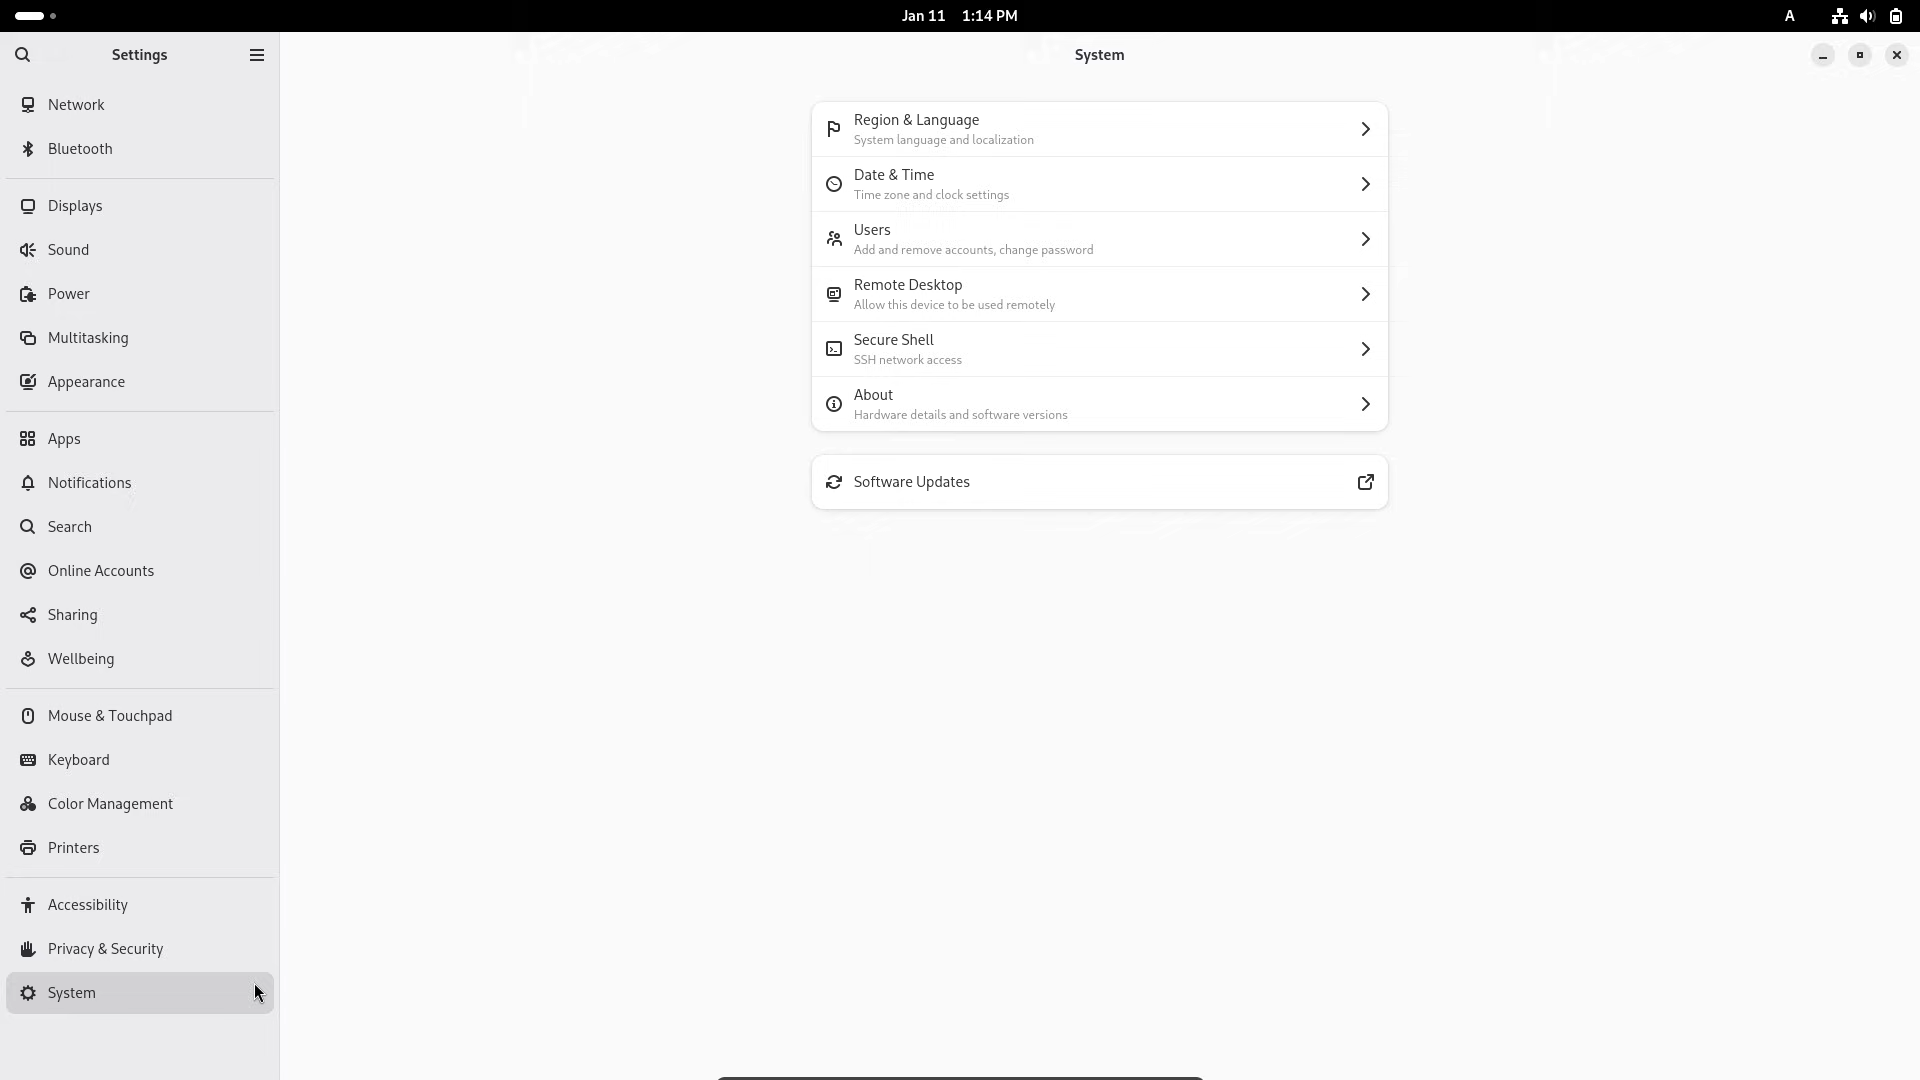 Jan 11 1:14 PM
A
Settings
System
Network
Bluetooth
Displays
Sound
Power
Multitasking
Appearance
Apps
Notifications
Search
Online Accounts
Sharing
Wellbeing
Mouse & Touchpad
Keyboard
Color Management
Printers
Accessibility
Privacy & Security
System
Region & Language
System language and localization
Date & Time
Time zone and clock settings
Users
Add and remove accounts, change password
Remote Desktop
Allow this device to be used remotely
Secure Shell
SSH network access
About
Hardware details and software versions
Software Updates